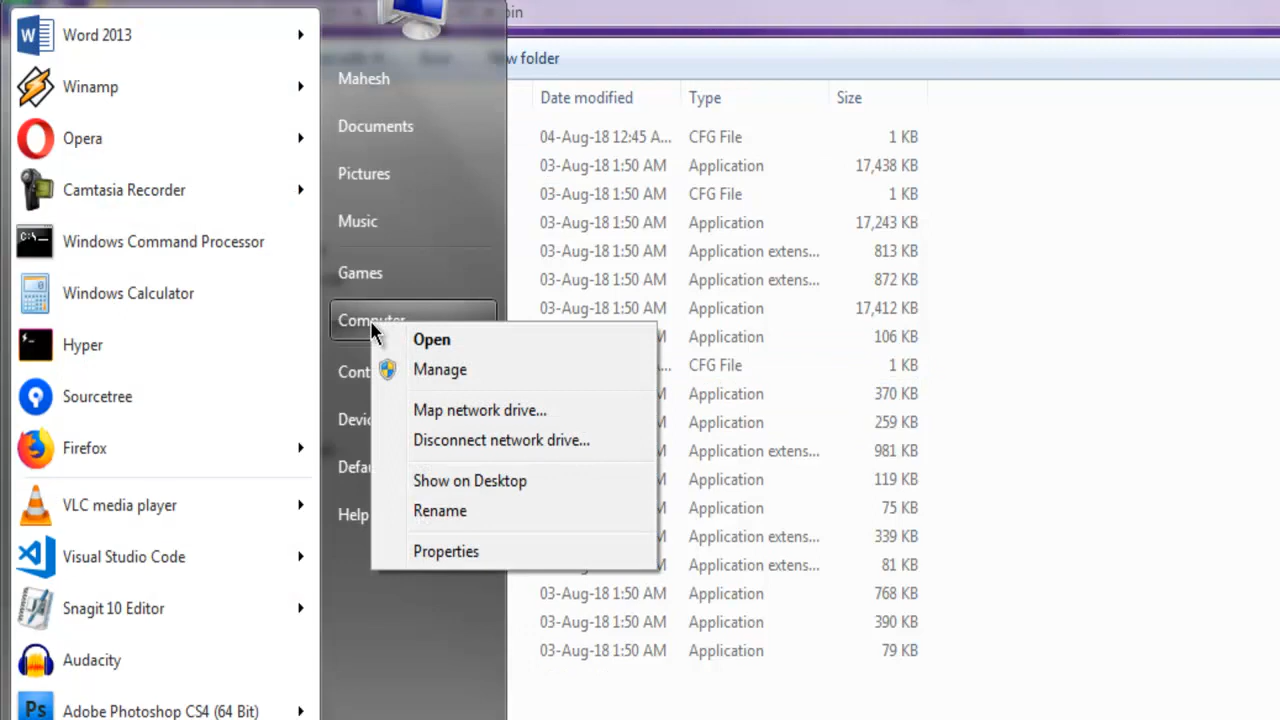 Word 2013
Winamp
Opera
Camtasia Recorder
Windows Command Processor
Windows Calculator
Hyper
Sourcetree
Firefox
VLC media player
Visual Studio Code
Snagit 10 Editor
Audacity
Ps Adobe Photoshop CS4 (64 Bit)
Mahesh
Documents
Pictures
Music
Games
Computer
Cont
Devic
Defau
Help
Open
Manage
Map network drive...
Disconnect network drive...
Show on Desktop
Rename
Properties
bin
w folder
Date modified Type Size
04-Aug-18 12:45 A... CFG File 1 KB
03-Aug-18 1:50 AM Application 17,438 KB
03-Aug-18 1:50 AM CFG File 1 KB
03-Aug-18 1:50 AM Application 17,243 KB
03-Aug-18 1:50 AM Application extens... 813 KB
03-Aug-18 1:50 AM Application extens... 872 KB
03-Aug-18 1:50 AM Application 17,412 KB
M Application 106 KB
... CFG File 1 KB
M Application 370 KB
M Application 259 KB
M Application extens... 981 KB
M Application 119 KB
M Application 75 KB
M Application extens... 339 KB
Application extens... 81 KB
03-Aug-18 1:50 AM Application 768 KB
03-Aug-18 1:50 AM Application 390 KB
03-Aug-18 1:50 AM Application 79 KB